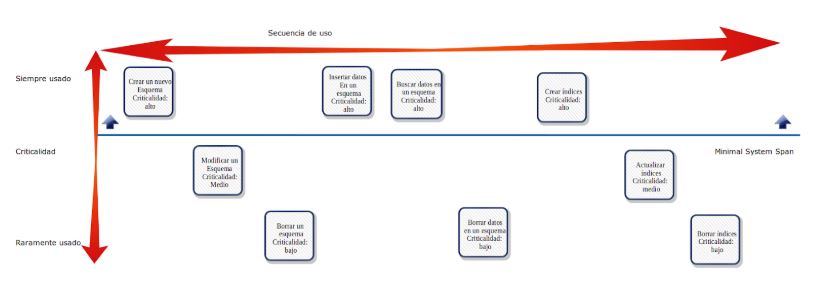 Secuencia de uso
Siempre usado
Crear un nuevo
Esquema
Criticalidad:
alto
Insertar datos
En un
esquema
Criticalidad:
alto
Buscar datos en
un esquema
Criticalidad:
alto
Crear índices
Criticalidad:
alto
Criticalidad
Minimal System Span
Modificar un
Esquema
Criticalidad:
Medio
Actualizar
índices
Criticalidad:
medio
Raramente usado
Borrar un
esquema
Criticalidad:
bajo
Borrar datos
en un esquema
Criticalidad:
bajo
Borrar índices
Criticalidad:
bajo